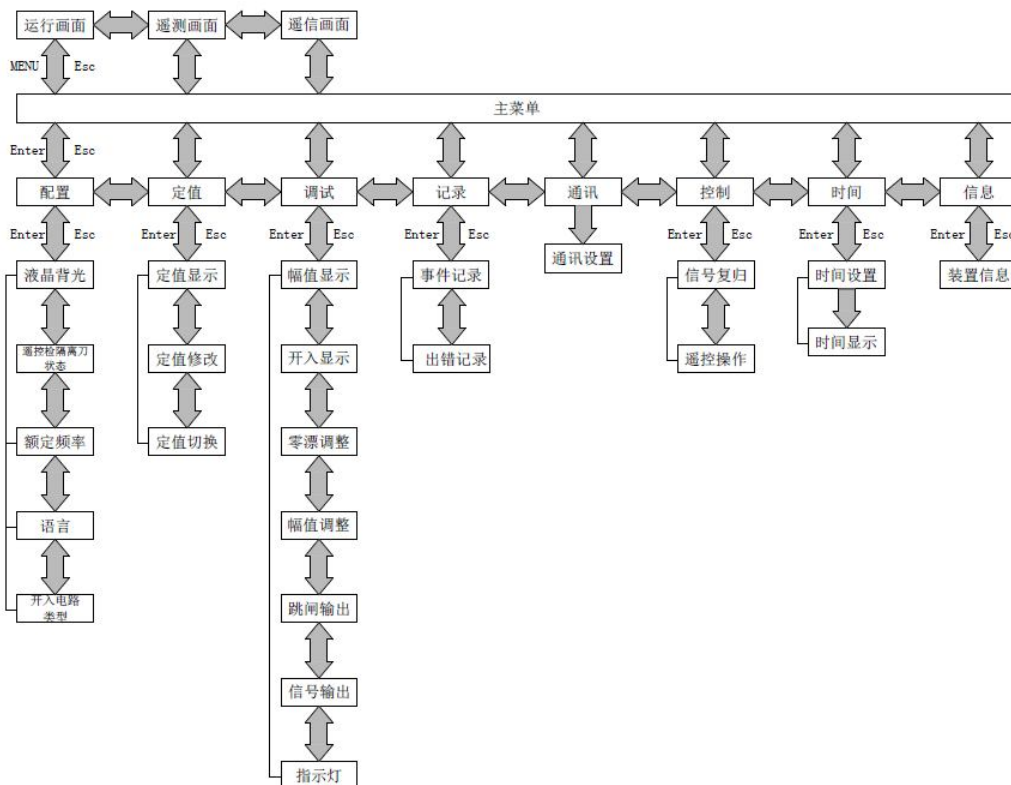 运行画面 遥测画面 遥信画面
MENU Esc
主菜单
Enter Esc
配置 定值 调试 记录 通讯 控制 时间 信息
Enter Esc Enter Esc Enter Esc Enter Esc Enter Esc Enter Esc Enter Esc
通讯设置
液晶背光 定值显示 幅值显示 事件记录 信号复归 时间设置 装置信息
时间显示
遥控检隔离刀
状态
定值修改 开入显示 出错记录 遥控操作
额定频率 定值切换 零漂调整
语言 幅值调整
开入电路
类型
跳闸输出
信号输出
指示灯